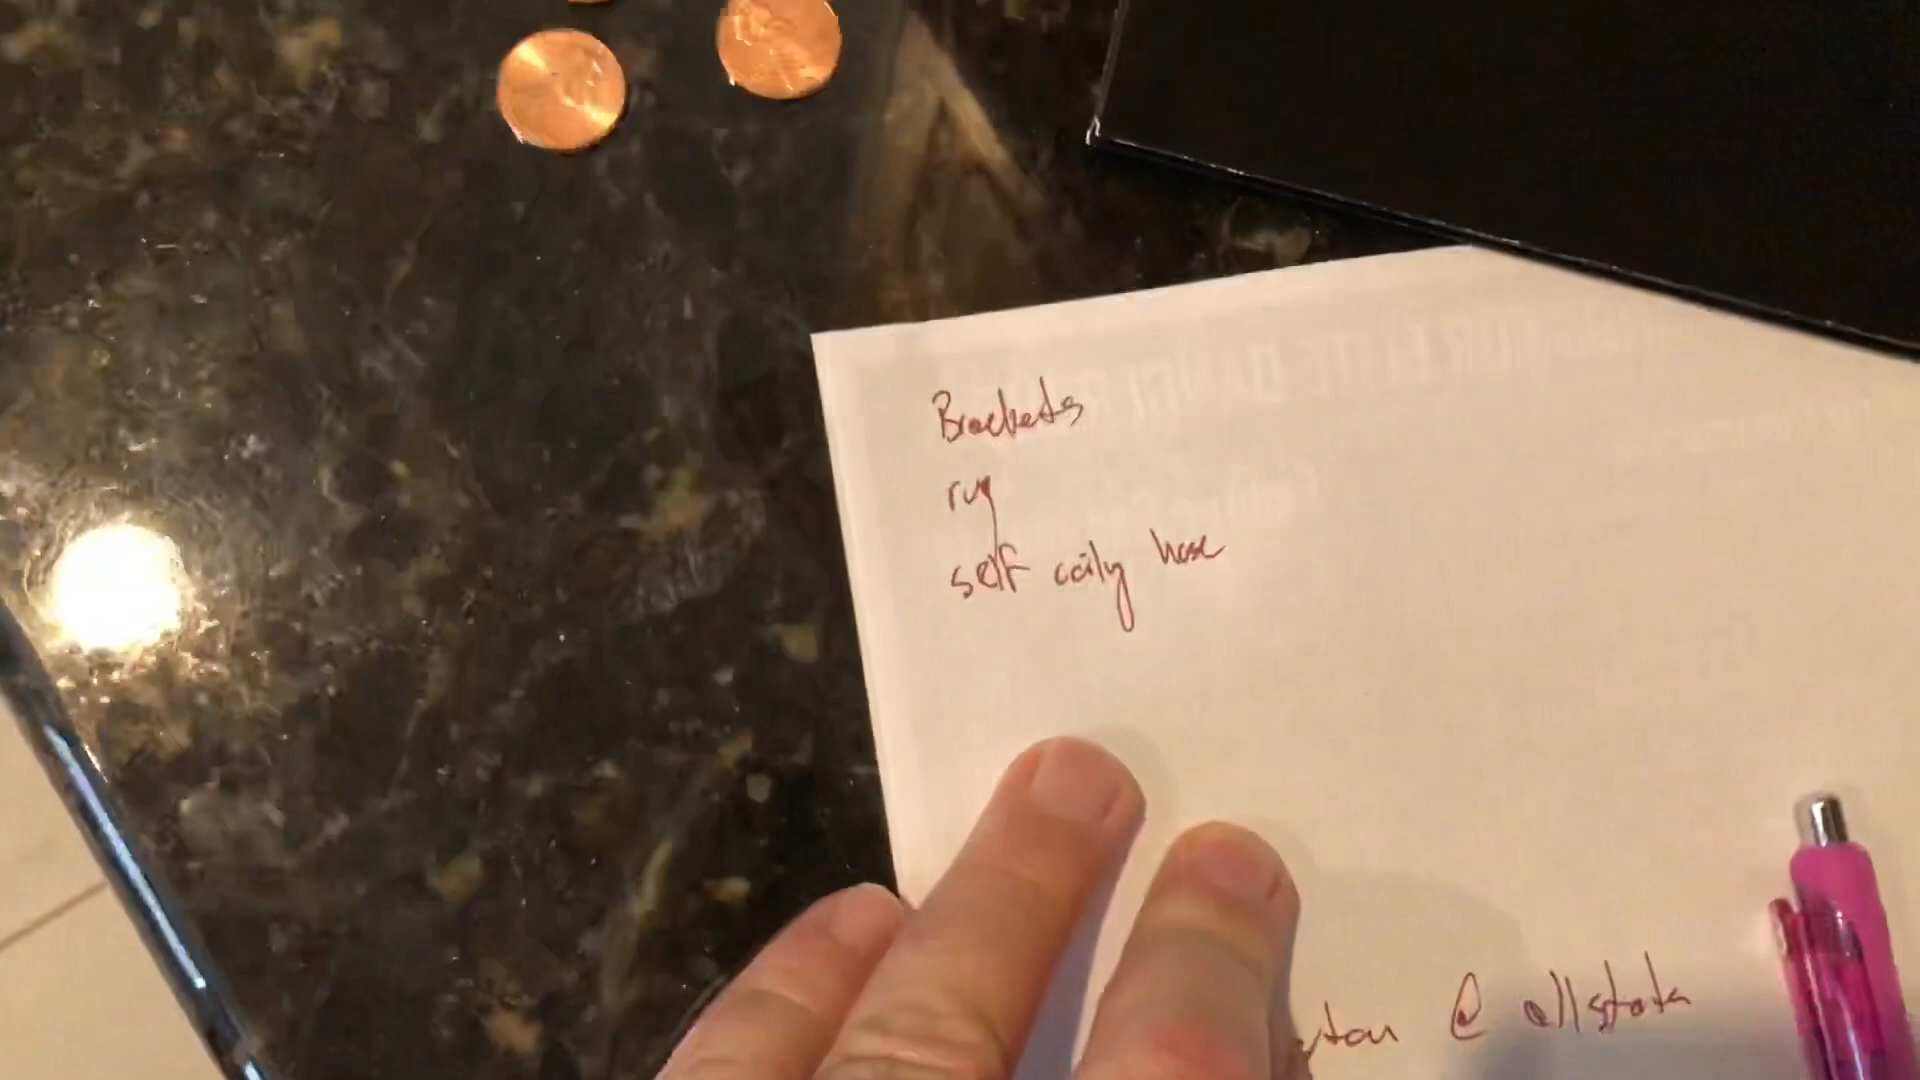 Brackets
rug
self coily hose
@ allstate